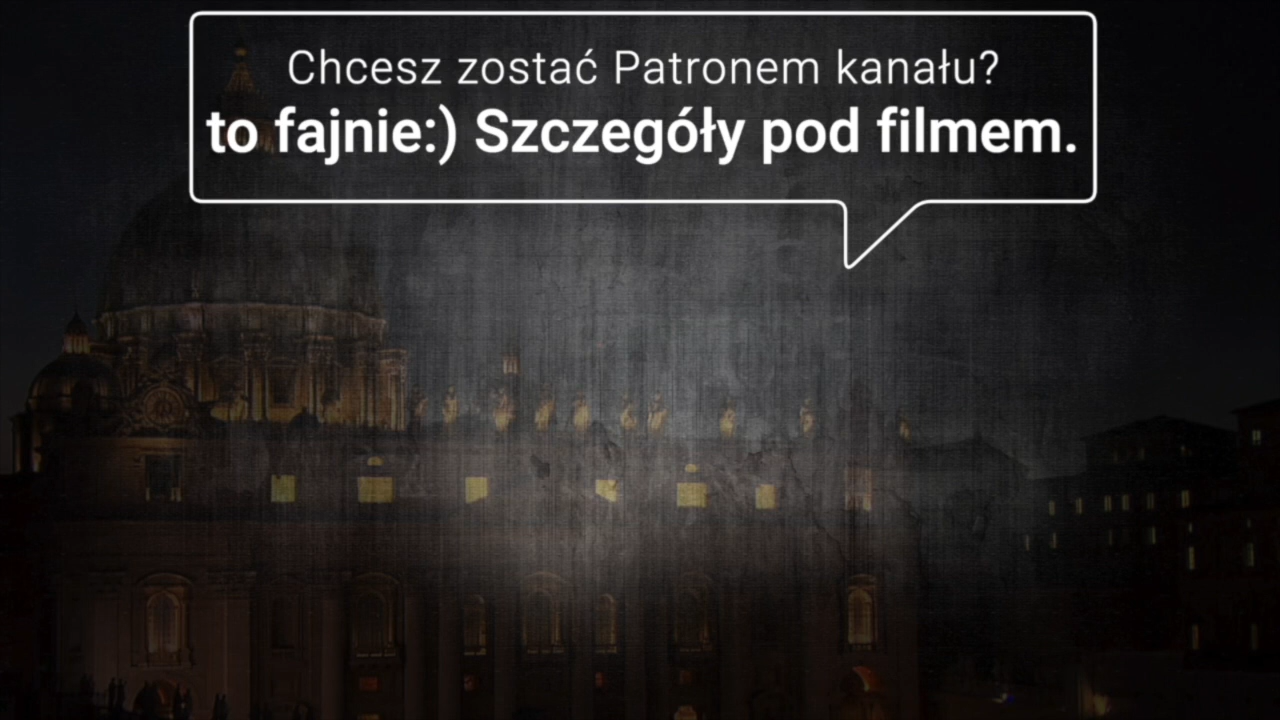 Chcesz zostać Patronem kanału?
to fajnie:) Szczegóły pod filmem.